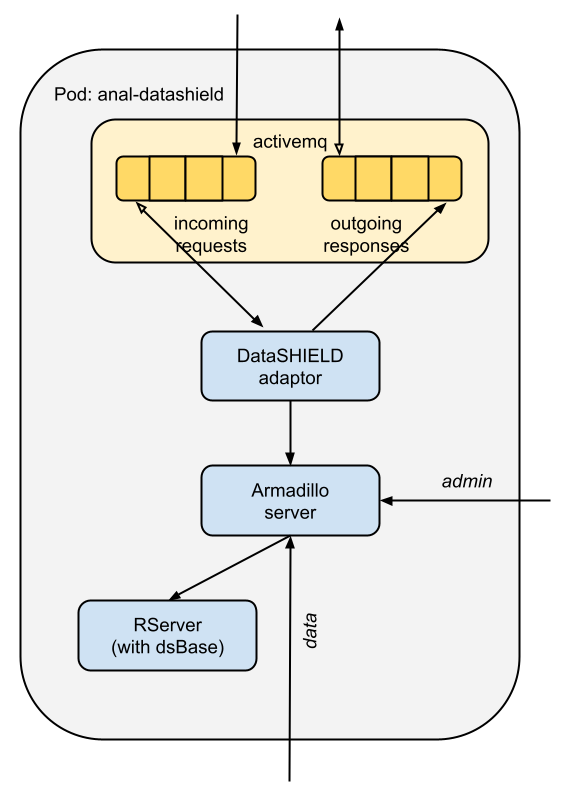 Pod: anal-datashield
activemq
incoming
requests
outgoing
responses
DataSHIELD
adaptor
Armadillo
server
admin
RServer
(with dsBase)
data